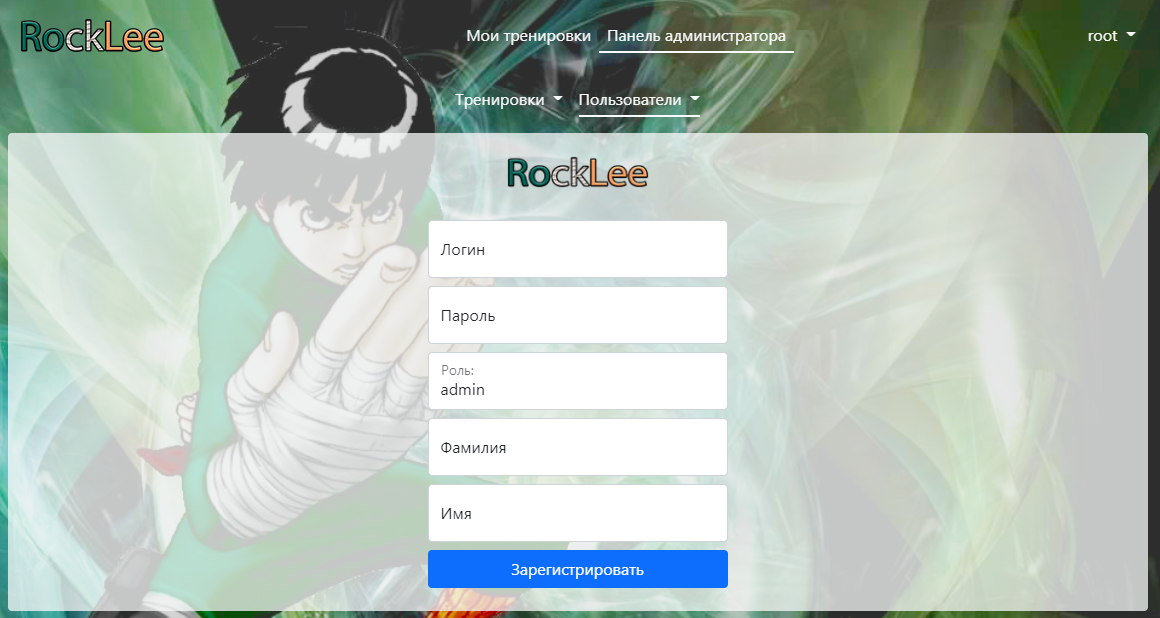 RockLee
Мои тренировки Панель администратора
root
Тренировки Пользователи
RockLee
Логин
Пароль
Роль:
admin
Фамилия
Имя
Зарегистрировать